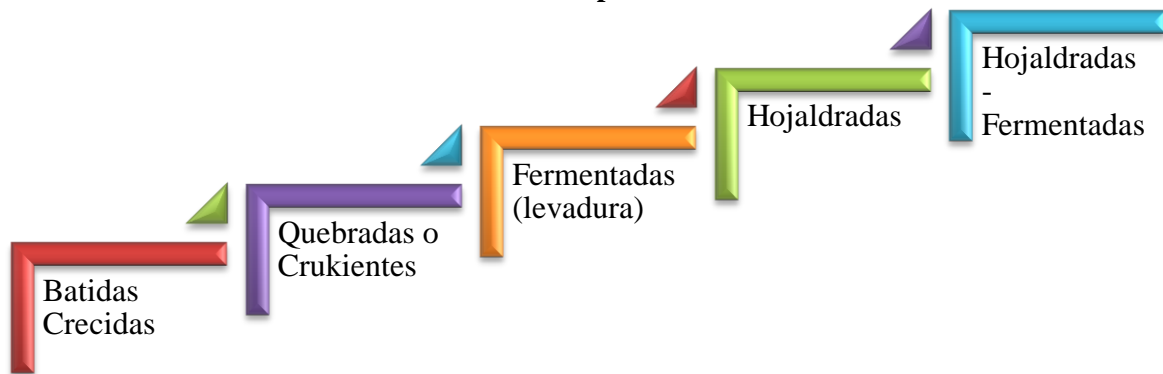 Batidas
Crecidas
Quebradas o
Crukientes
Fermentadas
(levadura)
Hojaldradas
Hojaldradas
-
Fermentadas